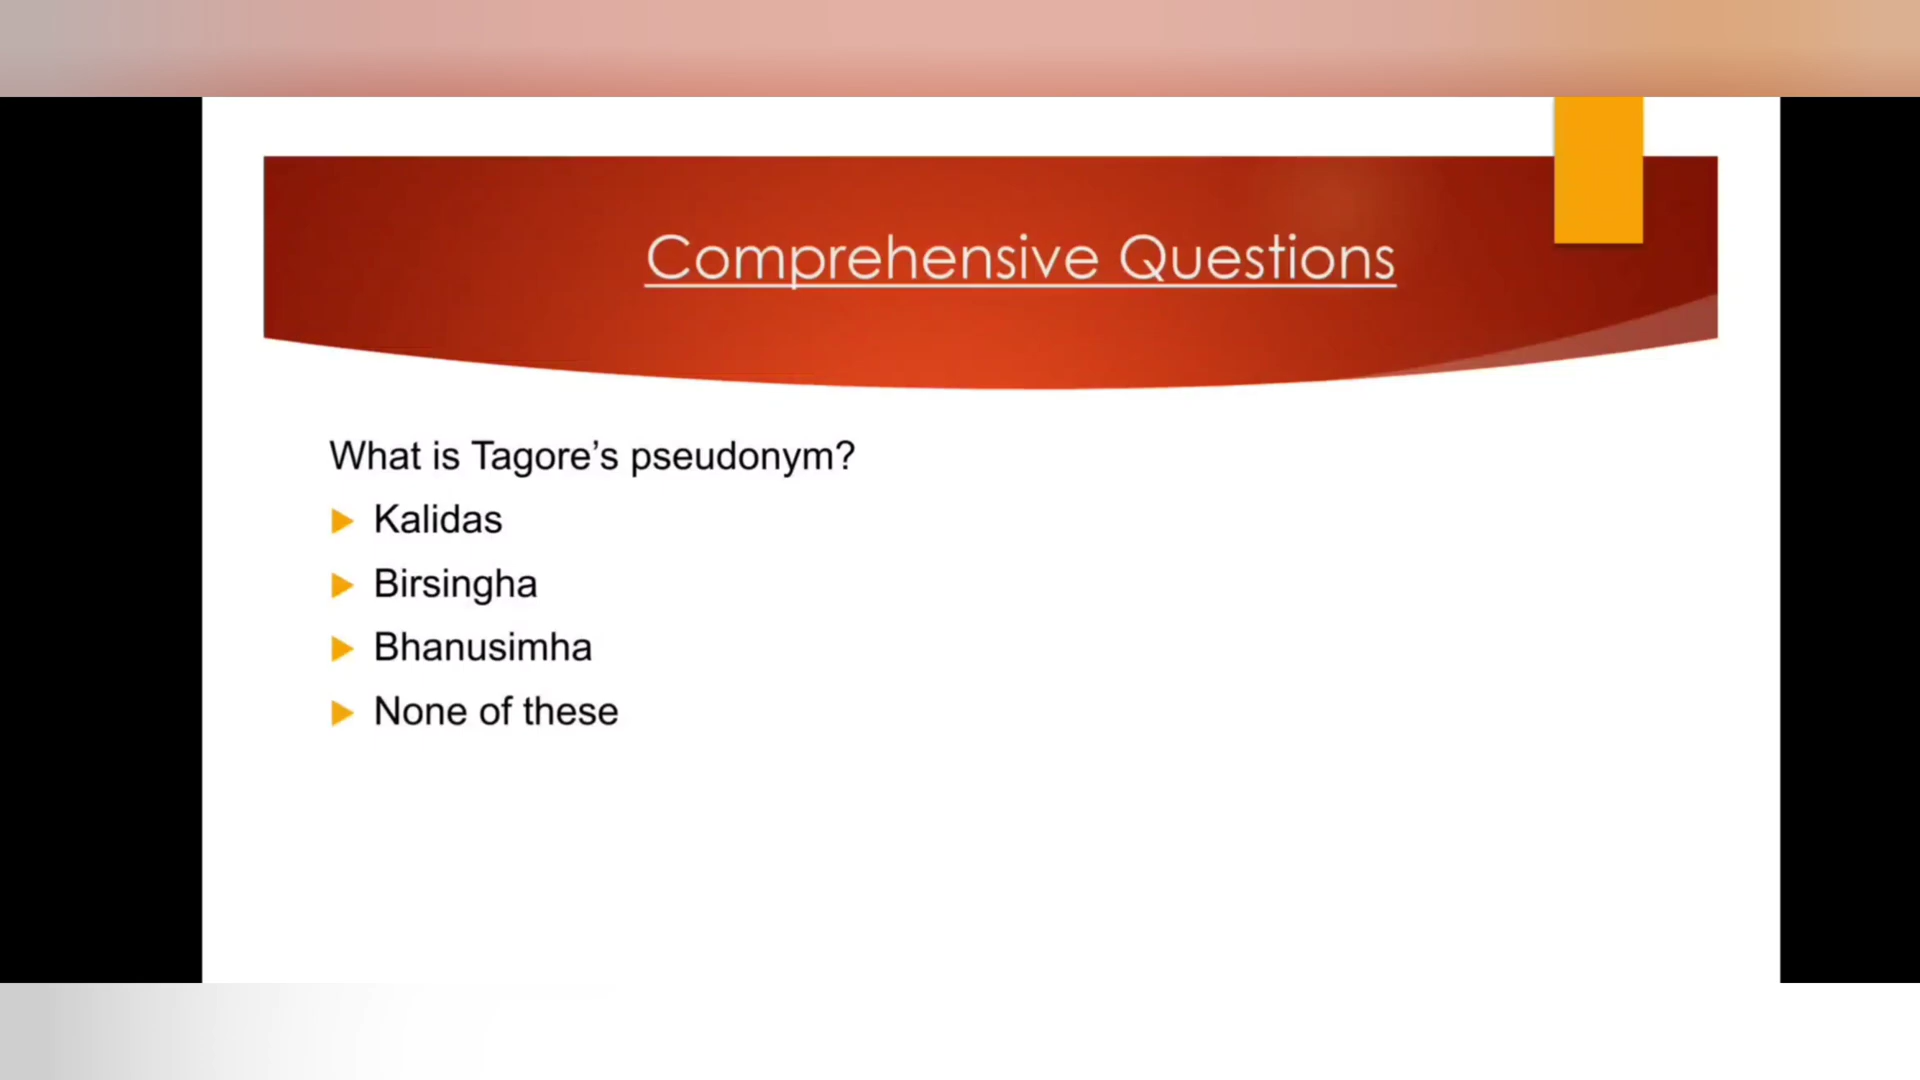 Comprehensive Questions
What is Tagore’s pseudonym?
Kalidas
Birsingha
Bhanusimha
None of these